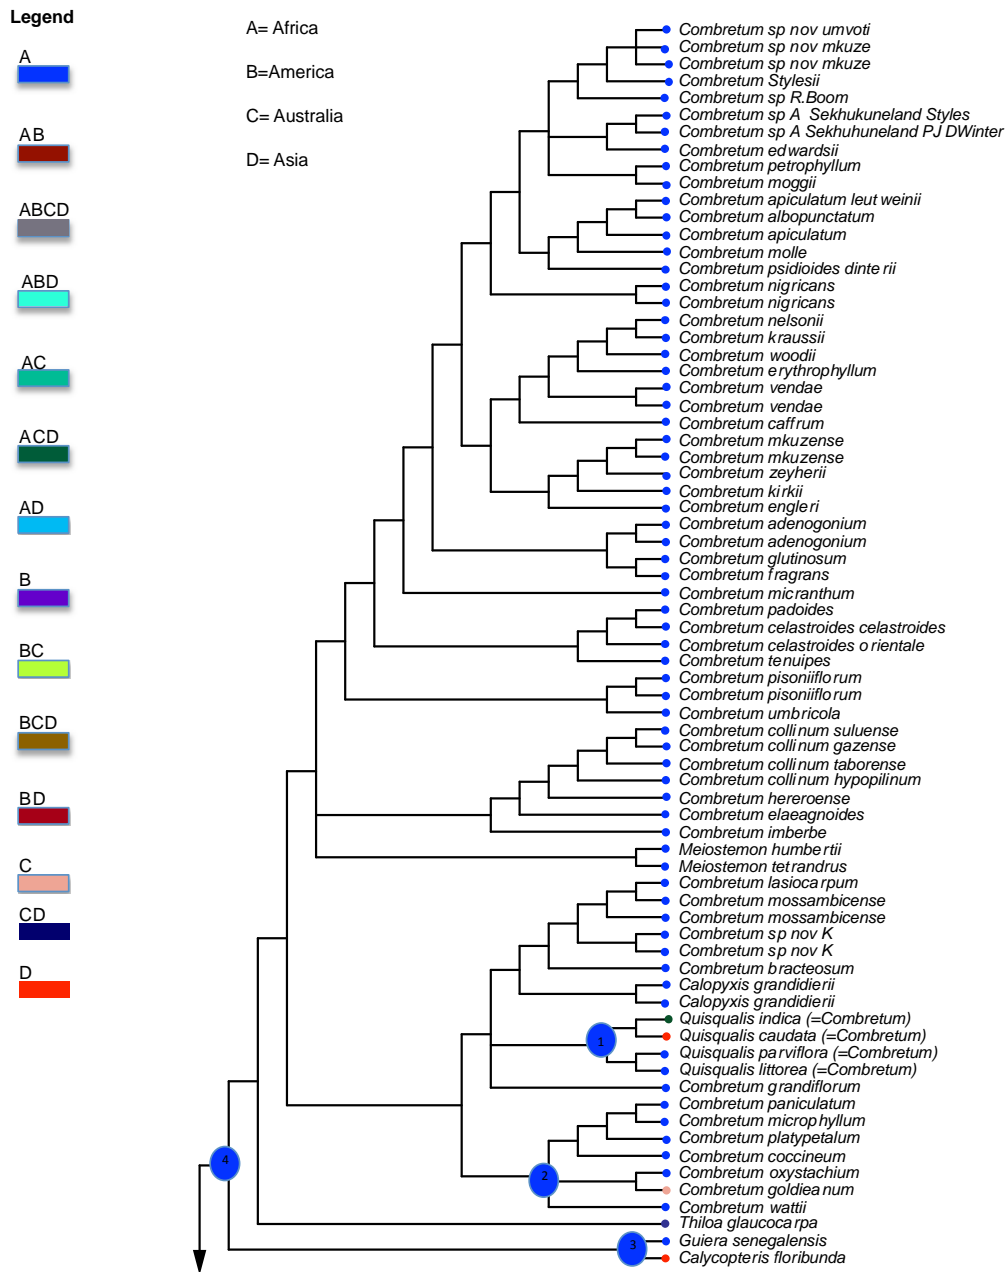 Legend
A
AB
ABCD
ABD
AC
ACD
AD
B
BC
BCD
BD
C
CD
D
A= Africa
B=America
C= Australia
D= Asia
Combretum sp nov umvoti
Combretum sp nov mkuze
Combretum sp nov mkuze
Combretum Stylesii
Combretum sp R.Boom
Combretum sp A Sekhukuneland Styles
Combretum sp A Sekhuhuneland PJ DWinter
Combretum edwardsii
Combretum petrophyllum
Combretum moggii
Combretum apiculatum leutweinii
Combretum albopunctatum
Combretum apiculatum
Combretum molle
Combretum psidioides dinterii
Combretum nigricans
Combretum nigricans
Combretum nelsonii
Combretum kraussii
Combretum woodii
Combretum erythrophyllum
Combretum vendae
Combretum vendae
Combretum caffrum
Combretum mkuzense
Combretum mkuzense
Combretum zeyherii
Combretum kirkii
Combretum engleri
Combretum adenogonium
Combretum adenogonium
Combretum glutinosum
Combretum fragrans
Combretum micranthum
Combretum padoides
Combretum celastroides celastroides
Combretum celastroides orientale
Combretum tenuipes
Combretum pisoniiflorum
Combretum pisoniiflorum
Combretum umbricola
Combretum collinum suluense
Combretum collinum gazense
Combretum collinum taborense
Combretum collinum hypopilinum
Combretum hereroense
Combretum elaeagnoides
Combretum imberbe
Meiostemon humbertii
Meiostemon tetrandrus
Combretum lasiocarpum
Combretum mossambicense
Combretum mossambicense
Combretum sp nov K
Combretum sp nov K
Combretum bracteosum
Calopyxis grandidierii
Calopyxis grandidierii
Quisqualis indica (=Combretum)
Quisqualis caudata (=Combretum)
1
Quisqualis parviflora (=Combretum)
Quisqualis littorea (=Combretum)
Combretum grandiflorum
Combretum paniculatum
Combretum microphyllum
Combretum platypetalum
Combretum coccineum
4
Combretum oxystachium
2
Combretum goldieanum
Combretum wattii
Thiloa glaucocarpa
Guiera senegalensis
3
Calycopteris floribunda